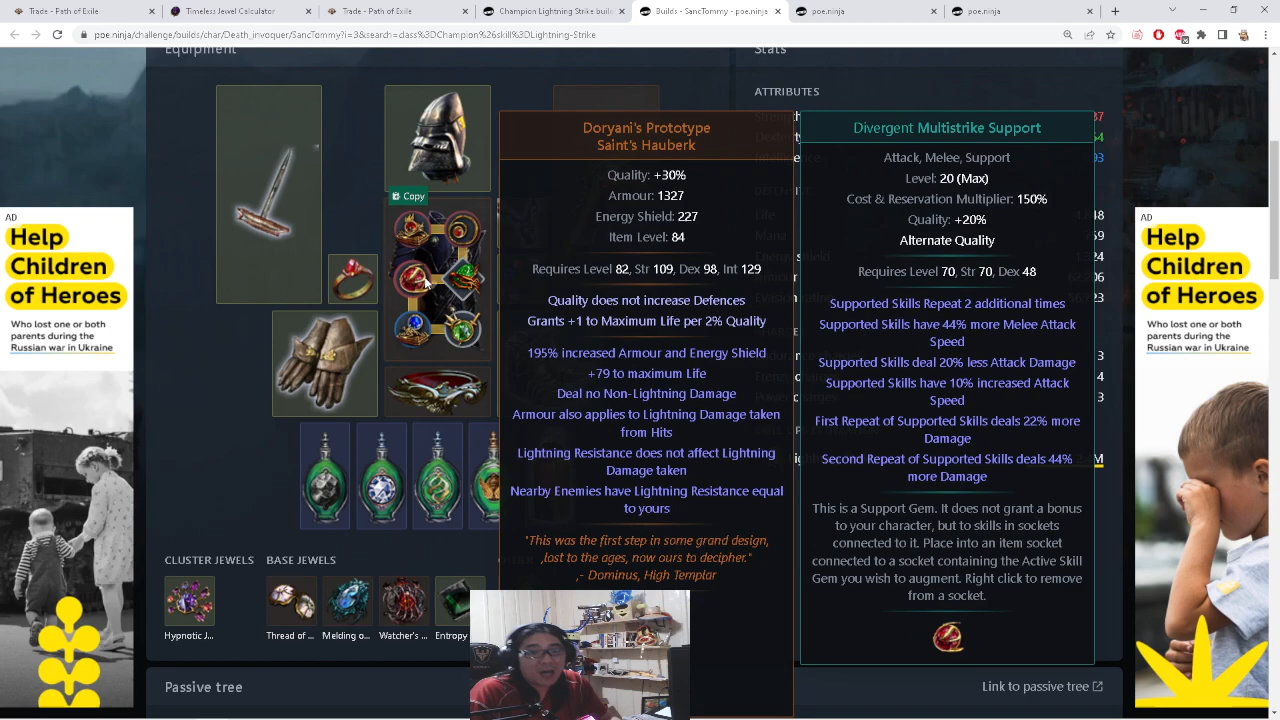 Trade - Path of Exile
Timeless Level Calculator
Trade - Path of Exile
Champion Lightning Strike build
Builds - SancTommy - poe.ninja
poe.ninja
poe.ninja
poe.ninja/challenge/builds/char/Death_invoquer/SancTommy?i=3&search=class%3DChampion%26skill%3DLightning-Strike
Equipment
Stats
ATTRIBUTES
Copy
Doryani's Prototype
Saint's Hauberk
Quality: +30%
Armour: 1327
Energy Shield: 227
Item Level: 84
Requires Level 82, Str 109, Dex 98, Int 129
Quality does not increase Defences
Grants +1 to Maximum Life per 2% Quality
195% increased Armour and Energy Shield
+79 to maximum Life
Deal no Non-Lightning Damage
Armour also applies to Lightning Damage taken
from Hits
Lightning Resistance does not affect Lightning
Damage taken
Nearby Enemies have Lightning Resistance equal
to yours
"This was the first step in some grand design,
,lost to the ages, now ours to decipher."
,- Dominus, High Templar
Divergent Multistrike Support
Attack, Melee, Support
Level: 20 (Max)
Cost & Reservation Multiplier: 150%
Quality: +20%
Alternate Quality
Requires Level 70, Str 70, Dex 48
Supported Skills Repeat 2 additional times
Supported Skills have 44% more Melee Attack
Speed
Supported Skills deal 20% less Attack Damage
Supported Skills have 10% increased Attack
Speed
First Repeat of Supported Skills deals 22% more
Damage
Second Repeat of Supported Skills deals 44%
more Damage
This is a Support Gem. It does not grant a bonus
to your character, but to skills in sockets
connected to it. Place into an item socket
connected to a socket containing the Active Skill
Gem you wish to augment. Right click to remove
from a socket.
CLUSTER JEWELS
BASE JEWELS
Hypnotic J...
Thread of ...
Melding o...
Watcher's ...
Entropy
Passive tree
Link to passive tree
AD
Help
Children
of Heroes
Who lost one or both
parents during the
Russian war in Ukraine
AD
Help
Children
of Heroes
Who lost one or both
parents during the
Russian war in Ukraine